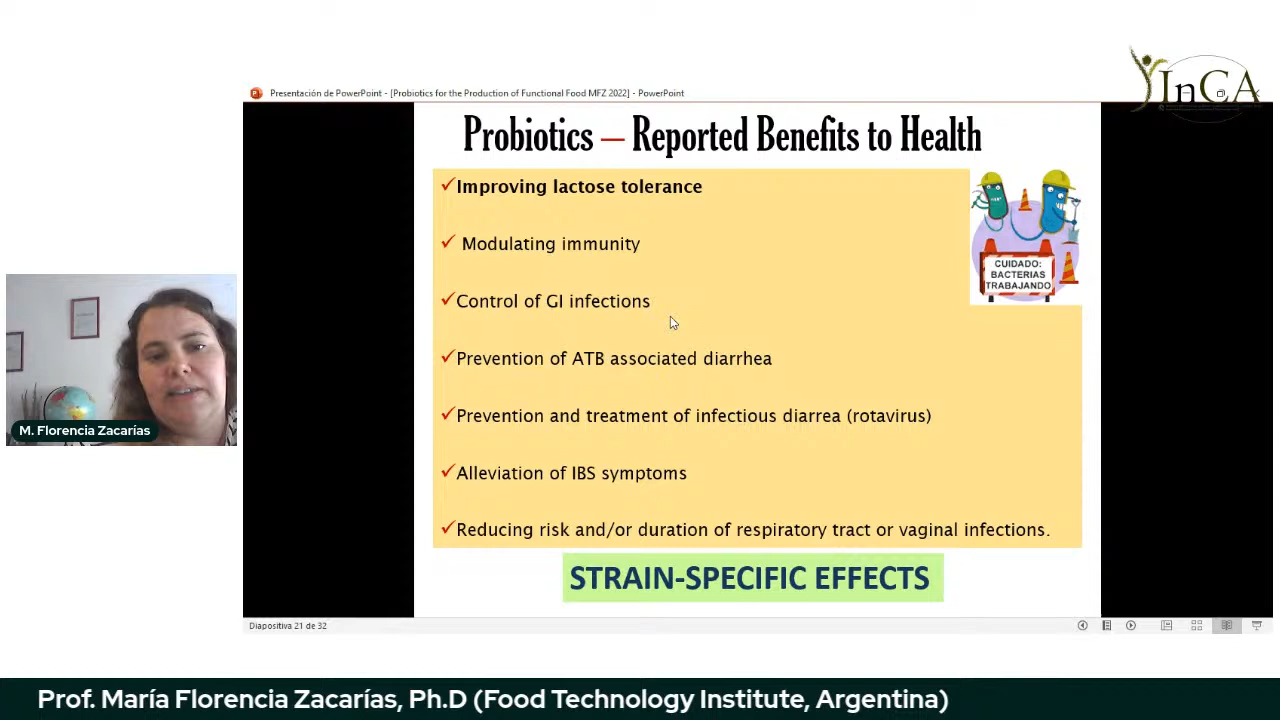 InCA
Presentación de PowerPoint - [Probiotics for the Production of Functional Food MFZ 2022] - PowerPoint
Probiotics – Reported Benefits to Health
✓Improving lactose tolerance
✓ Modulating immunity
✓Control of GI infections
✓Prevention of ATB associated diarrhea
✓Prevention and treatment of infectious diarrea (rotavirus)
✓Alleviation of IBS symptoms
✓Reducing risk and/or duration of respiratory tract or vaginal infections.
CUIDADO:
BACTERIAS
TRABAJANDO
STRAIN-SPECIFIC EFFECTS
M. Florencia Zacarías
Diapositiva 21 de 32
Prof. María Florencia Zacarías, Ph.D (Food Technology Institute, Argentina)